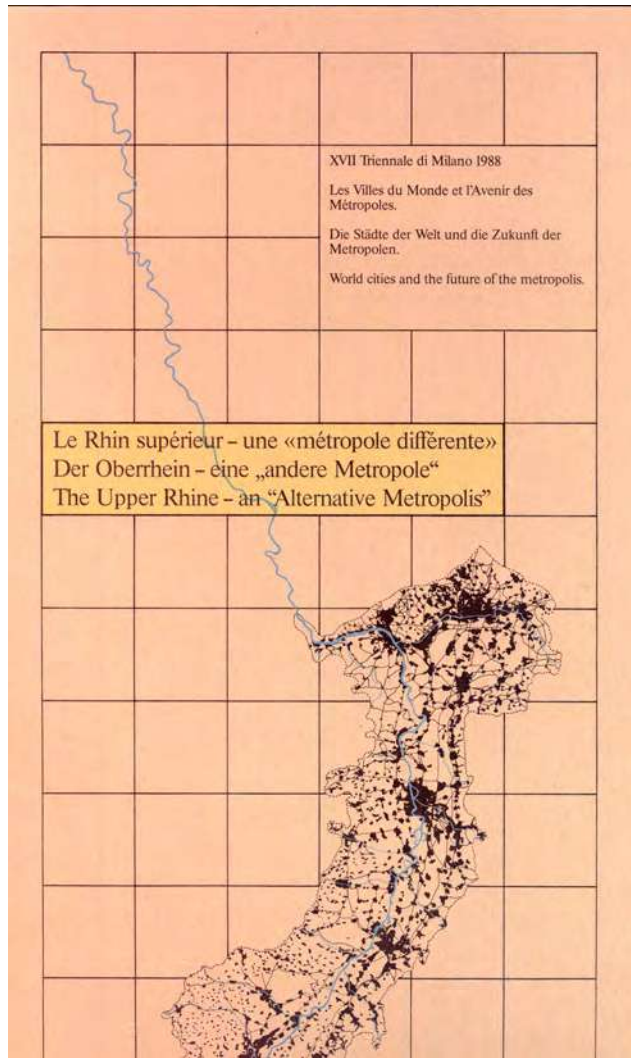 XVII Triennale di Milano 1988
Les Villes du Monde et l'Avenir des
Métropoles.
Die Städte der Welt und die Zukunft der
Metropolen.
World cities and the future of the metropolis.
Le Rhin supérieur – une «métropole différente»
Der Oberrhein – eine „andere Metropole“
The Upper Rhine – an “Alternative Metropolis”